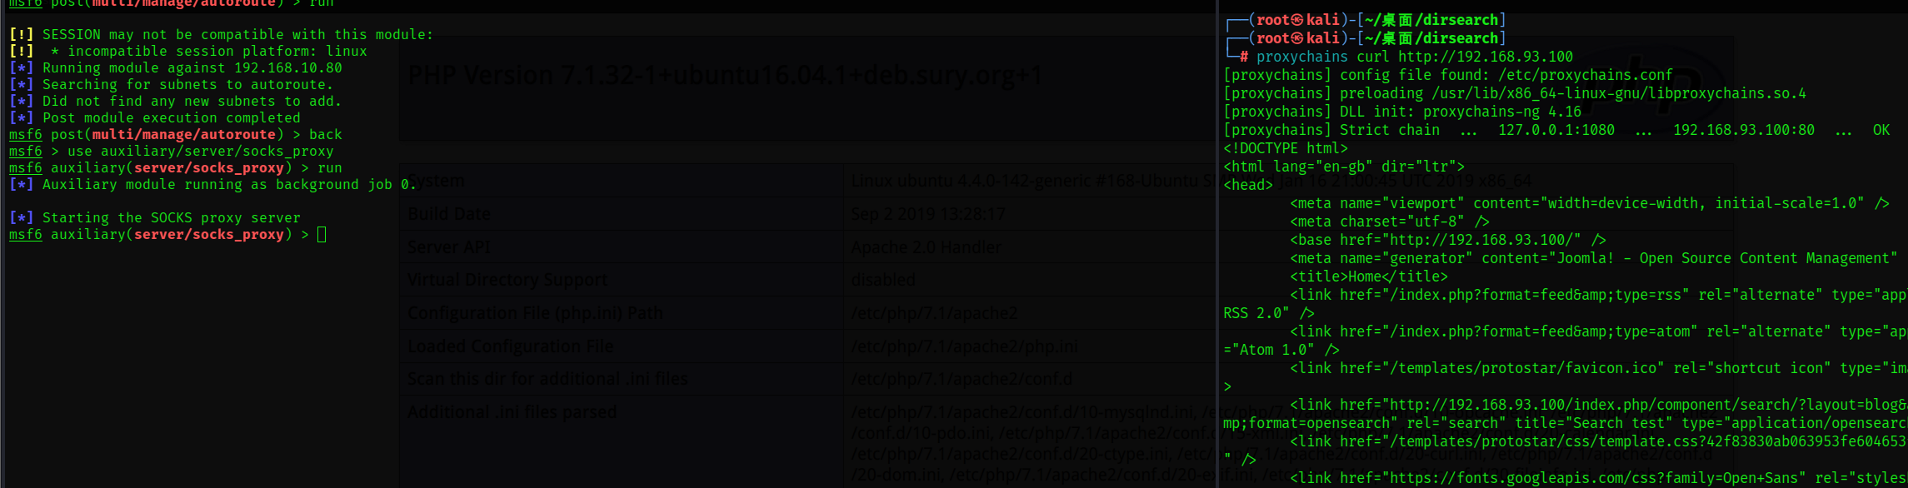 msf6 post(multi/manage/autoroute) > run
[!] SESSION may not be compatible with this module:
[!]  * incompatible session platform: linux
[*] Running module against 192.168.10.80
[*] Searching for subnets to autoroute.
[*] Did not find any new subnets to add.
[*] Post module execution completed
msf6 post(multi/manage/autoroute) > back
msf6 > use auxiliary/server/socks_proxy
msf6 auxiliary(server/socks_proxy) > run
[*] Auxiliary module running as background job 0.
[*] Starting the SOCKS proxy server
msf6 auxiliary(server/socks_proxy) >
PHP Version 7.1.32-1+ubuntu16.04.1+deb.sury.org+1
System
Linux ubuntu 4.4.0-142-generic #168-Ubuntu Jan 16 21:00:45 UTC 2019 x86_64
Build Date
Sep 2 2019 13:28:17
Server API
Apache 2.0 Handler
Virtual Directory Support
disabled
Configuration File (php.ini) Path
/etc/php/7.1/apache2
Loaded Configuration File
/etc/php/7.1/apache2/php.ini
Scan this dir for additional .ini files
/etc/php/7.1/apache2/conf.d
Additional .ini files parsed
/etc/php/7.1/apache2/conf.d/10-mysqlnd.ini,
/conf.d/10-pdo.ini, /etc/php/7.1/apache2/conf.d
/etc/php/7.1/apache2/conf.d/20-ctype.ini, /etc/php/7.1/apache2/conf.d/20-curl.ini, /etc/php/7.1/apache2/conf.d
/20-dom.ini, /etc/php/7.1/apache2/conf.d
┌──(root㉿kali)-[~/桌面/dirsearch]
┌──(root㉿kali)-[~/桌面/dirsearch]
└─# proxychains curl http://192.168.93.100
[proxychains] config file found: /etc/proxychains.conf
[proxychains] preloading /usr/lib/x86_64-linux-gnu/libproxychains.so.4
[proxychains] DLL init: proxychains-ng 4.16
[proxychains] Strict chain  ...  127.0.0.1:1080  ...  192.168.93.100:80  ...  OK
<!DOCTYPE html>
<html lang="en-gb" dir="ltr">
<head>
<meta name="viewport" content="width=device-width, initial-scale=1.0" />
<meta charset="utf-8" />
<base href="http://192.168.93.100/" />
<meta name="generator" content="Joomla! - Open Source Content Management"
<title>Home</title>
<link href="/index.php?format=feed&amp;type=rss" rel="alternate" type="app
RSS 2.0" />
<link href="/index.php?format=feed&amp;type=atom" rel="alternate" type="ap
="Atom 1.0" />
<link href="/templates/protostar/favicon.ico" rel="shortcut icon" type="ima
>
<link href="http://192.168.93.100/index.php/component/search/?layout=blog&a
mp;format=opensearch" rel="search" title="Search test" type="application/opensearc
<link href="/templates/protostar/css/template.css?42f83830ab063953fe604653
" />
<link href="https://fonts.googleapis.com/css?family=Open+Sans" rel="styles